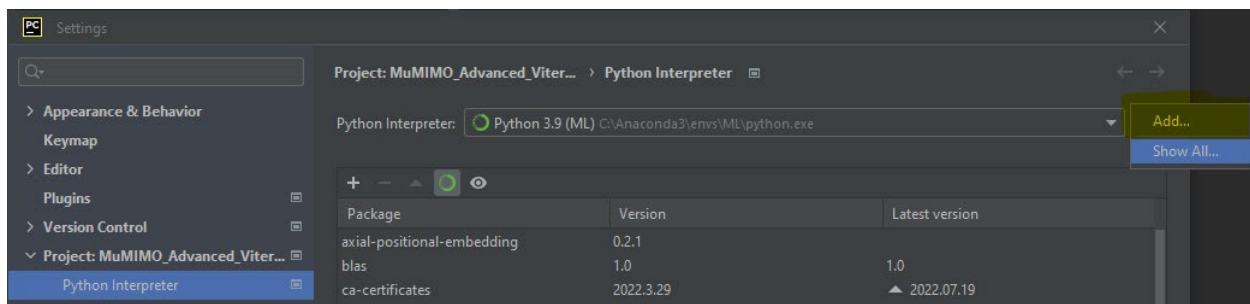 PC Settings
Project: MuMIMO_Advanced_Viter... > Python Interpreter
> Appearance & Behavior
Keymap
> Editor
Plugins
> Version Control
Project: MuMIMO_Advanced_Viter...
Python Interpreter
Python Interpreter: Python 3.9 (ML) C:\Anaconda3\envs\ML\python.exe
Add...
Show All...
Package Version Latest version
axial-positional-embedding 0.2.1
blas 1.0 1.0
ca-certificates 2022.3.29 2022.07.19